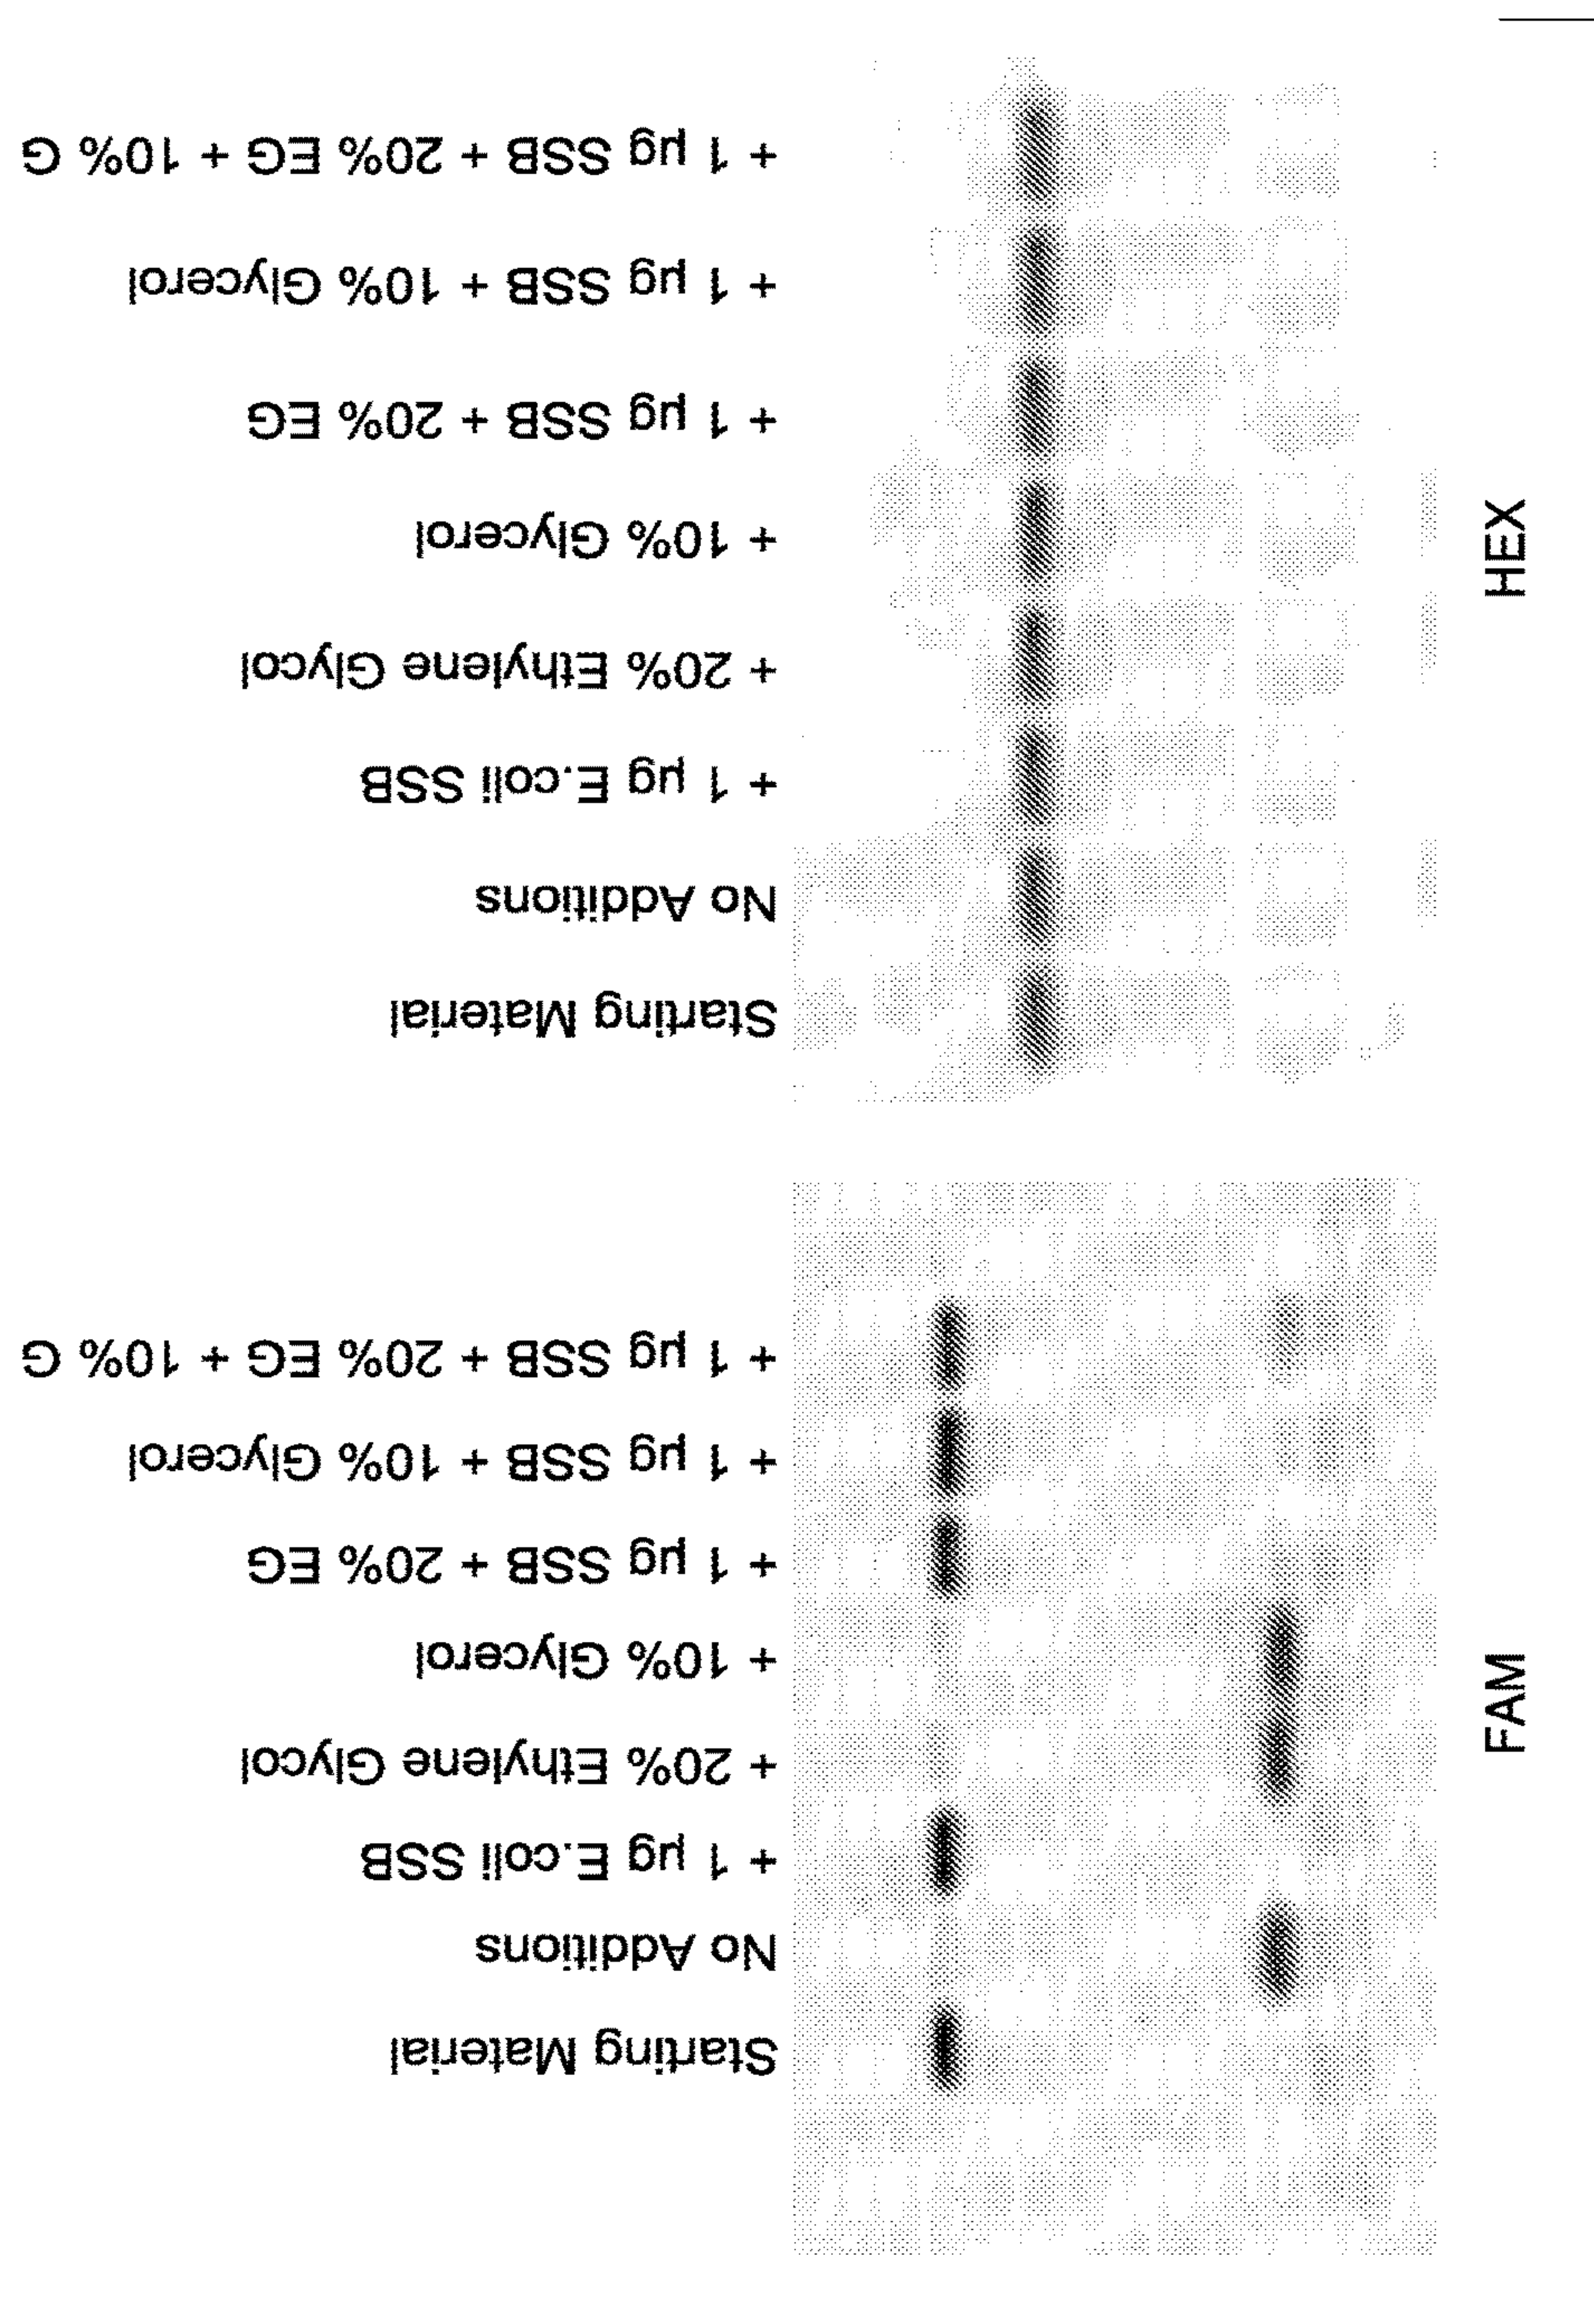 + 1 µg SSB + 20% EG + 10% G
+ 1 µg SSB + 10% Glycerol
+ 1 µg SSB + 20% EG
+ 10% Glycerol
+ 20% Ethylene Glycol
+ 1 µg E.coli SSB
No Additions
Starting Material
HEX
+ 1 µg SSB + 20% EG + 10% G
+ 1 µg SSB + 10% Glycerol
+ 1 µg SSB + 20% EG
+ 10% Glycerol
+ 20% Ethylene Glycol
+ 1 µg E.coli SSB
No Additions
Starting Material
FAM